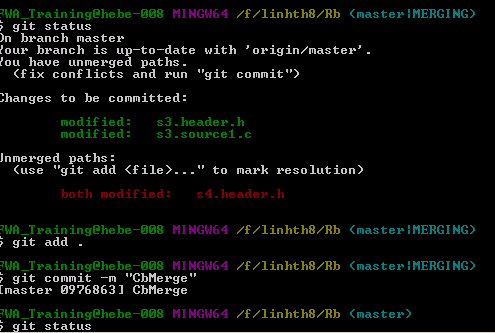 FWA_Training@hebe-008 MINGW64 /f/linhth8/Rb (master|MERGING)
$ git status
On branch master
Your branch is up-to-date with 'origin/master'.
You have unmerged paths.
  (fix conflicts and run "git commit")
Changes to be committed:
        modified:   s3.header.h
        modified:   s3.source1.c
Unmerged paths:
  (use "git add <file>..." to mark resolution)
        both modified:   s4.header.h
FWA_Training@hebe-008 MINGW64 /f/linhth8/Rb (master|MERGING)
$ git add .
FWA_Training@hebe-008 MINGW64 /f/linhth8/Rb (master|MERGING)
$ git commit -m "CbMerge"
[master 0976863] CbMerge
FWA_Training@hebe-008 MINGW64 /f/linhth8/Rb (master)
$ git status